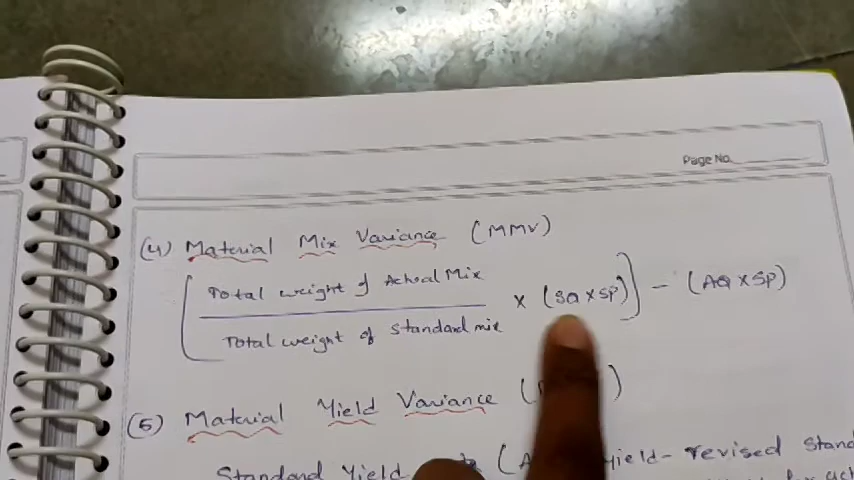 Page No.
(4) Material Mix Variance (MMV)
[Total weight of Actual Mix / Total weight of standard mix × (SQ×SP)] - (AQ×SP)
(5) Material Yield Variance
Standard Yield ield- revised Stand